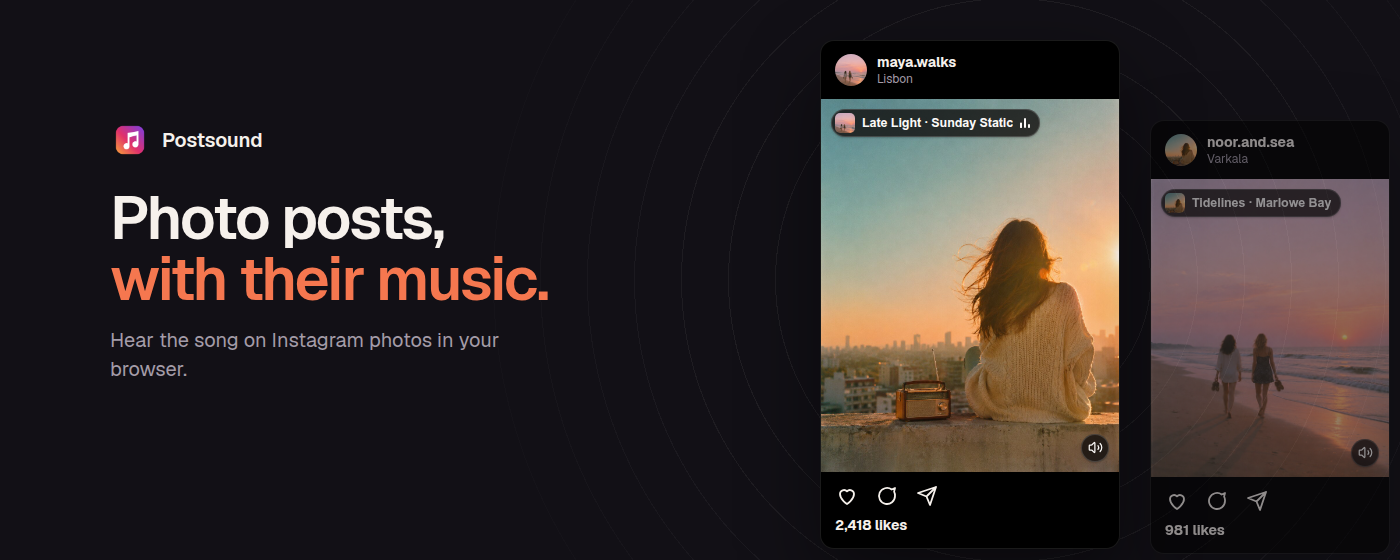 Postsound
Photo posts,
with their music.
Hear the song on Instagram photos in your
browser.
maya.walks
Lisbon
Late Light · Sunday Static
2,418 likes
noor.and.sea
Varkala
Tidelines · Marlowe Bay
981 likes